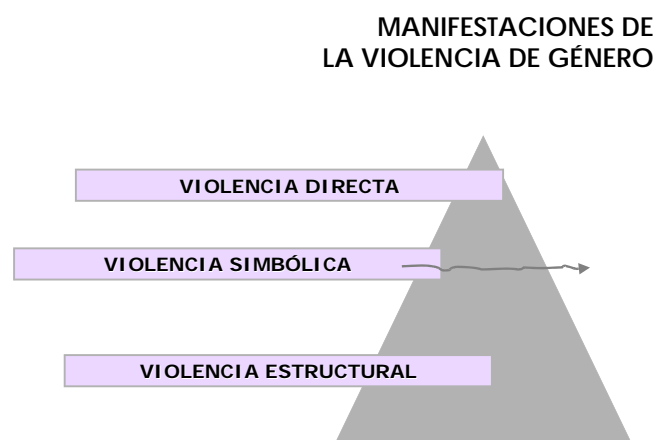 MANIFESTACIONES DE
LA VIOLENCIA DE GÉNERO
VIOLENCIA DIRECTA
VIOLENCIA SIMBÓLICA
VIOLENCIA ESTRUCTURAL